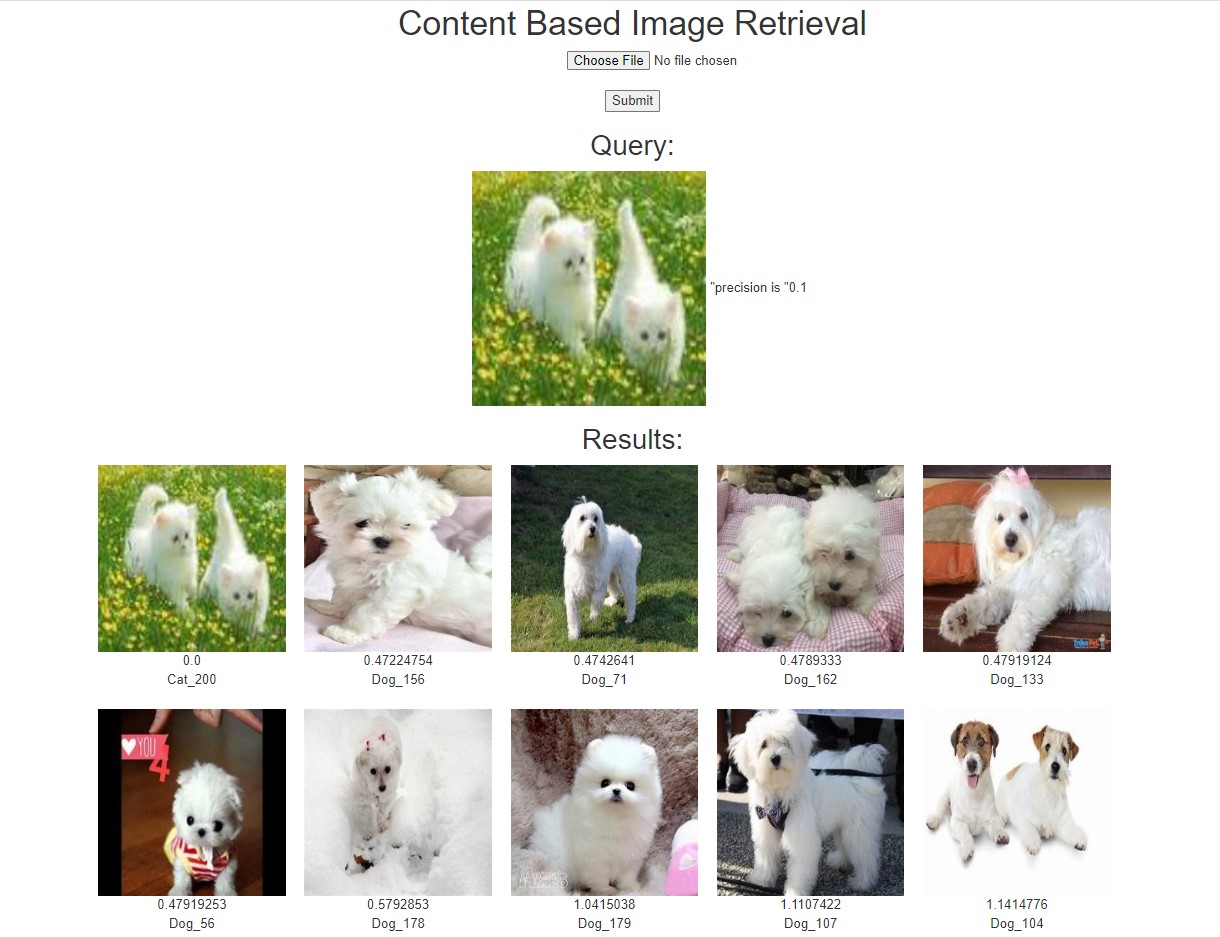 Content Based Image Retrieval
Choose File No file chosen
Submit
Query:
"precision is "0.1
Results:
0.0
Cat_200
0.47224754
Dog_156
0.4742641
Dog_71
0.4789333
Dog_162
0.47919124
Dog_133
YOU
4
0.47919253
Dog_56
0.5792853
Dog_178
1.0415038
Dog_179
1.1107422
Dog_107
1.1414776
Dog_104